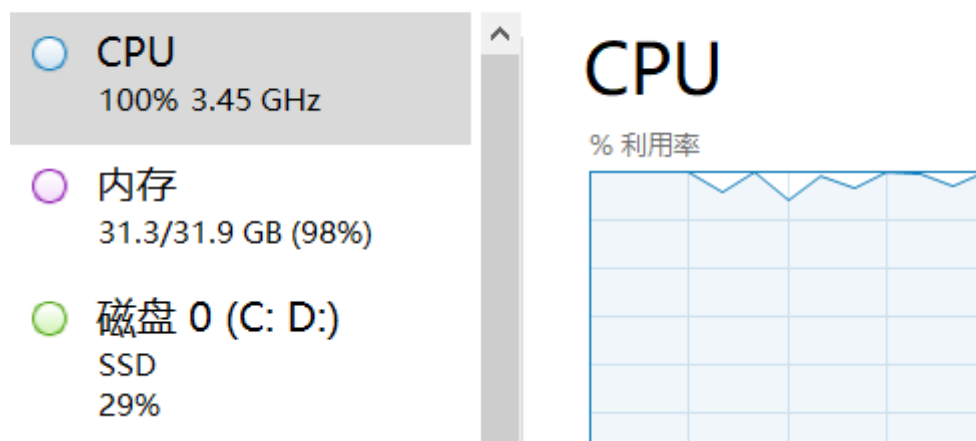 CPU
100% 3.45 GHz
内存
31.3/31.9 GB (98%)
磁盘 0 (C: D:)
SSD
29%
CPU
% 利用率